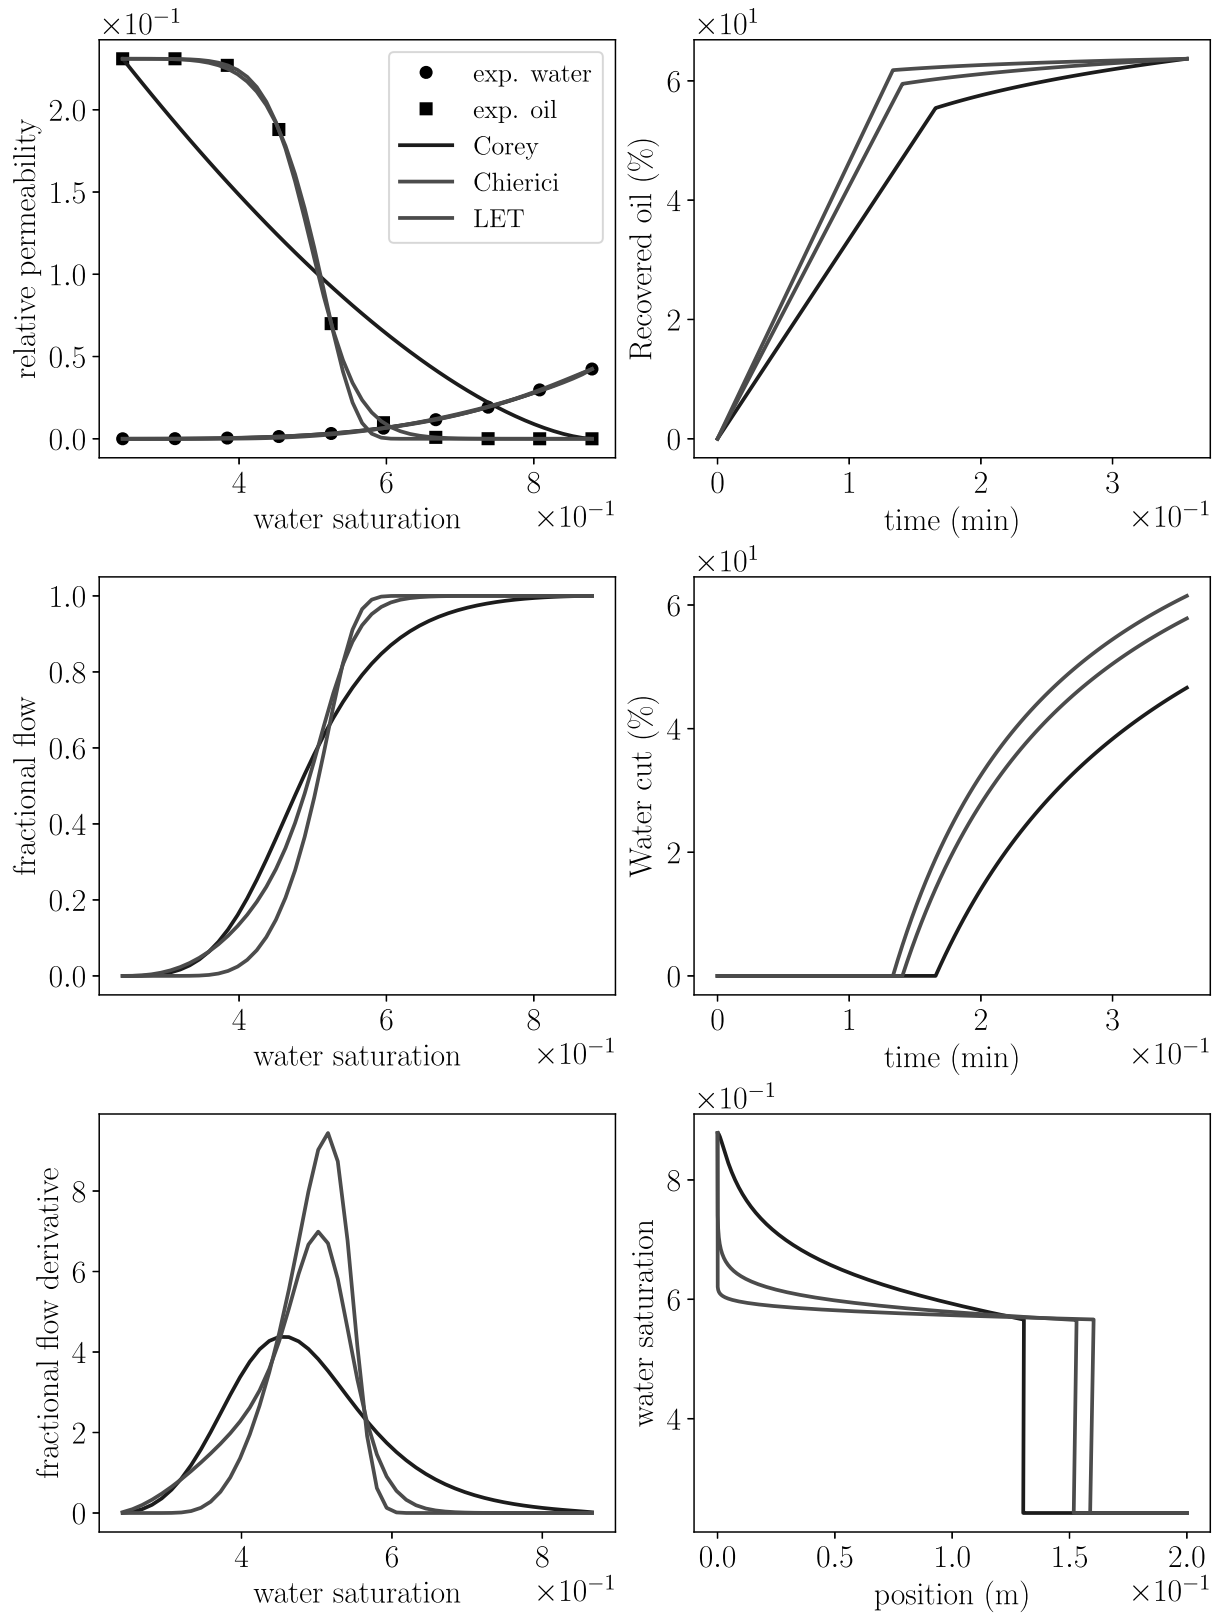 ×10⁻¹
relative permeability
2.0
1.5
1.0
0.5
0.0
exp. water
exp. oil
Corey
Chierici
LET
4 6 8
water saturation ×10⁻¹
×10¹
Recovered oil (%)
6
4
2
0
0 1 2 3
time (min) ×10⁻¹
fractional flow
1.0
0.8
0.6
0.4
0.2
0.0
4 6 8
water saturation ×10⁻¹
×10¹
Water cut (%)
6
4
2
0
0 1 2 3
time (min) ×10⁻¹
fractional flow derivative
8
6
4
2
0
4 6 8
water saturation ×10⁻¹
×10⁻¹
water saturation
8
6
4
0.0 0.5 1.0 1.5 2.0
position (m) ×10⁻¹